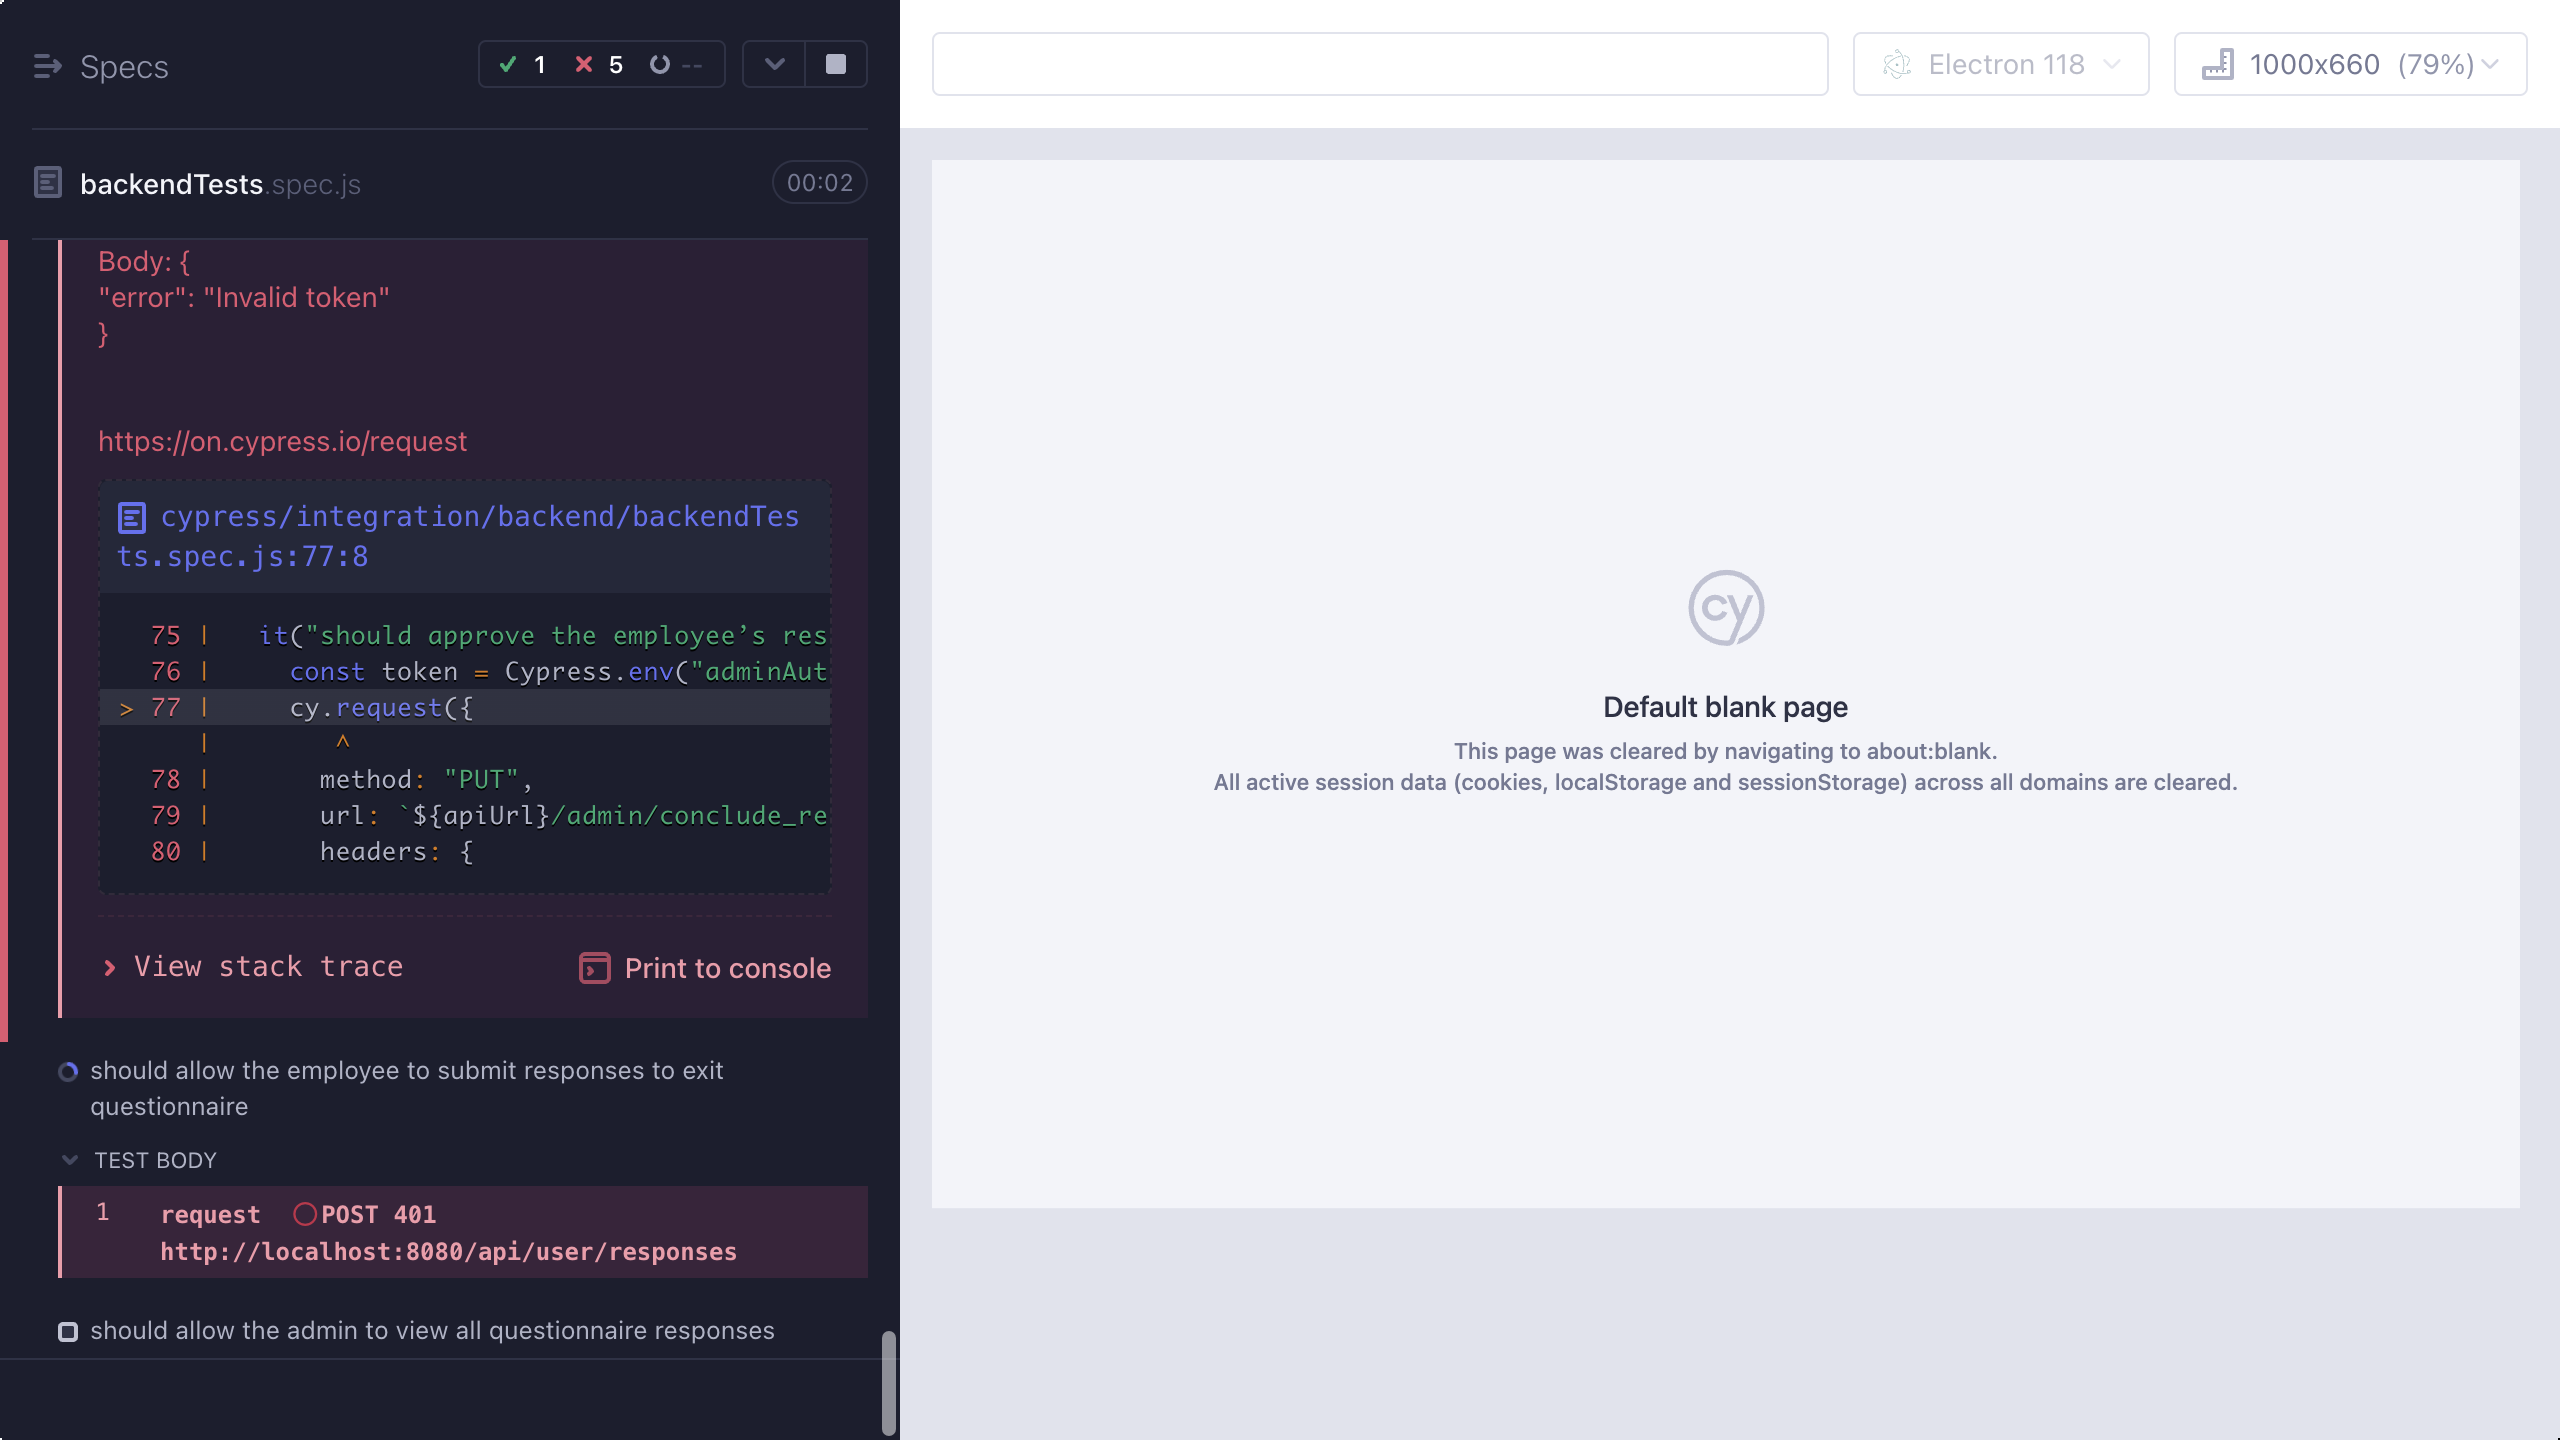 Specs
1
5
--
backendTests.spec.js
00:02
Body: {
"error": "Invalid token"
}
https://on.cypress.io/request
cypress/integration/backend/backendTes
ts.spec.js:77:8
75 | it("should approve the employee’s res
76 | const token = Cypress.env("adminAut
> 77 | cy.request({
| ^
78 | method: "PUT",
79 | url: `${apiUrl}/admin/conclude_re
80 | headers: {
View stack trace
Print to console
should allow the employee to submit responses to exit
questionnaire
TEST BODY
1 request POST 401
http://localhost:8080/api/user/responses
should allow the admin to view all questionnaire responses
Electron 118
1000x660 (79%)
cy
Default blank page
This page was cleared by navigating to about:blank.
All active session data (cookies, localStorage and sessionStorage) across all domains are cleared.